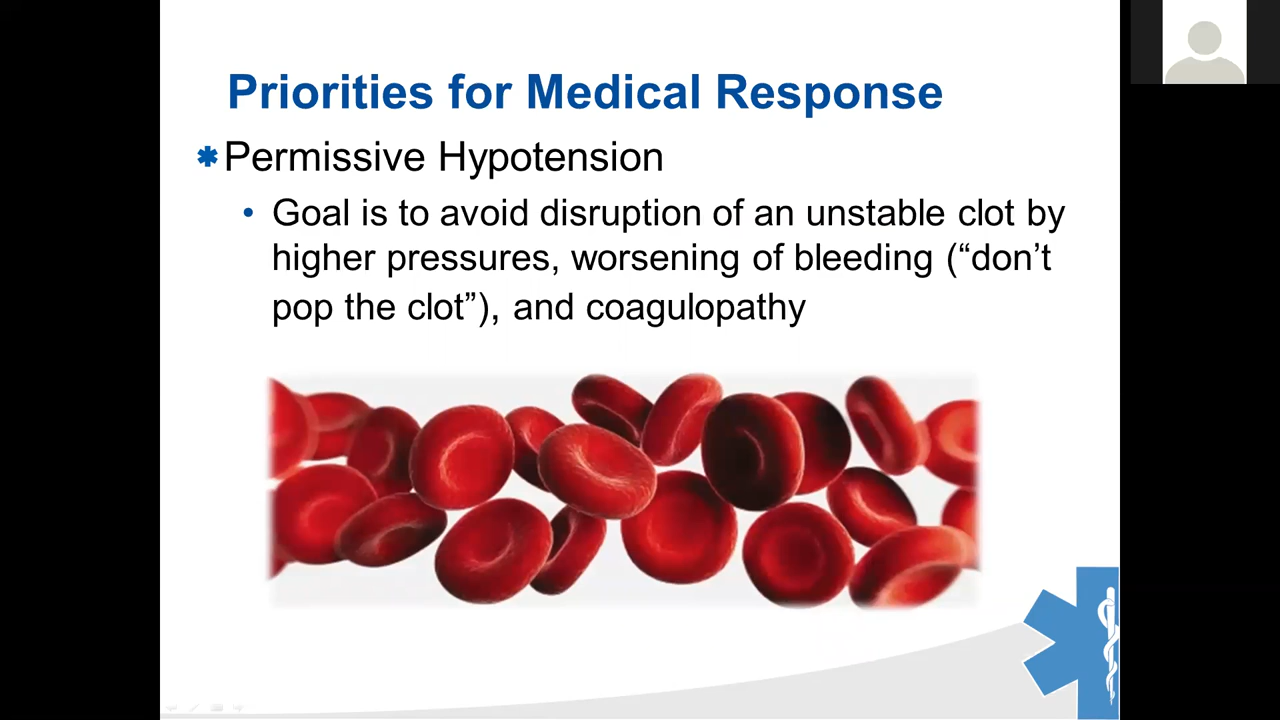 Priorities for Medical Response
Permissive Hypotension
• Goal is to avoid disruption of an unstable clot by
higher pressures, worsening of bleeding (“don’t
pop the clot”), and coagulopathy